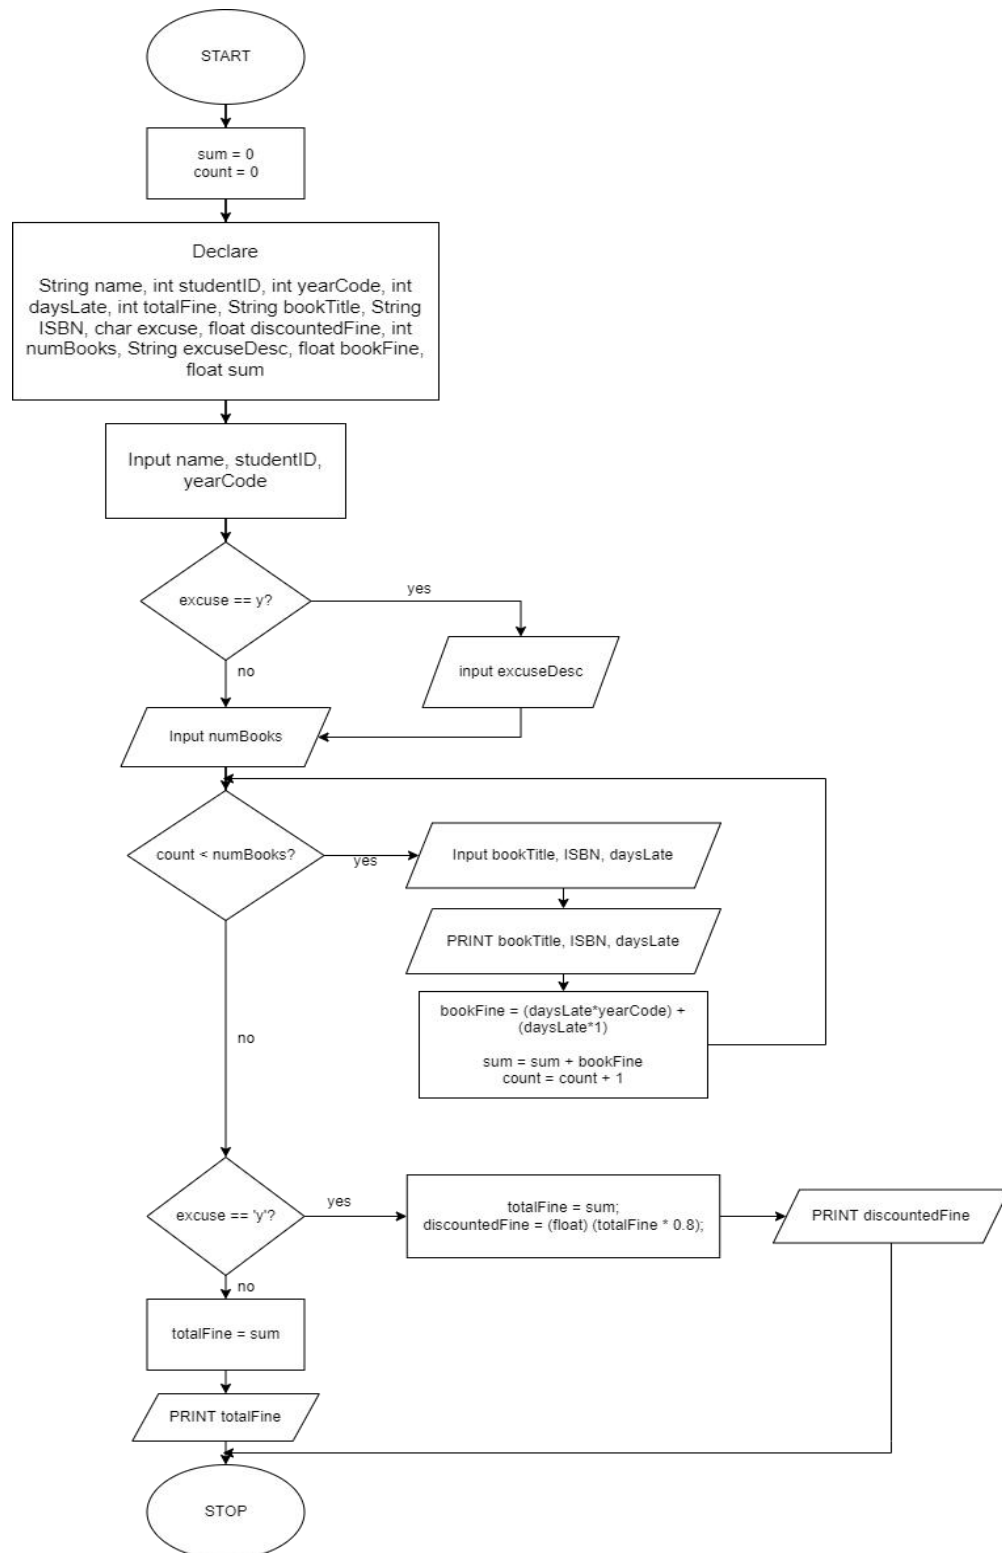 START
sum = 0
count = 0
Declare
String name, int studentID, int yearCode, int
daysLate, int totalFine, String bookTitle, String
ISBN, char excuse, float discountedFine, int
numBooks, String excuseDesc, float bookFine,
float sum
Input name, studentID,
yearCode
excuse == y?
yes
input excuseDesc
no
Input numBooks
count < numBooks?
yes
Input bookTitle, ISBN, daysLate
PRINT bookTitle, ISBN, daysLate
bookFine = (daysLate*yearCode) +
(daysLate*1)
sum = sum + bookFine
count = count + 1
no
excuse == 'y'?
yes
totalFine = sum;
discountedFine = (float) (totalFine * 0.8);
PRINT discountedFine
no
totalFine = sum
PRINT totalFine
STOP